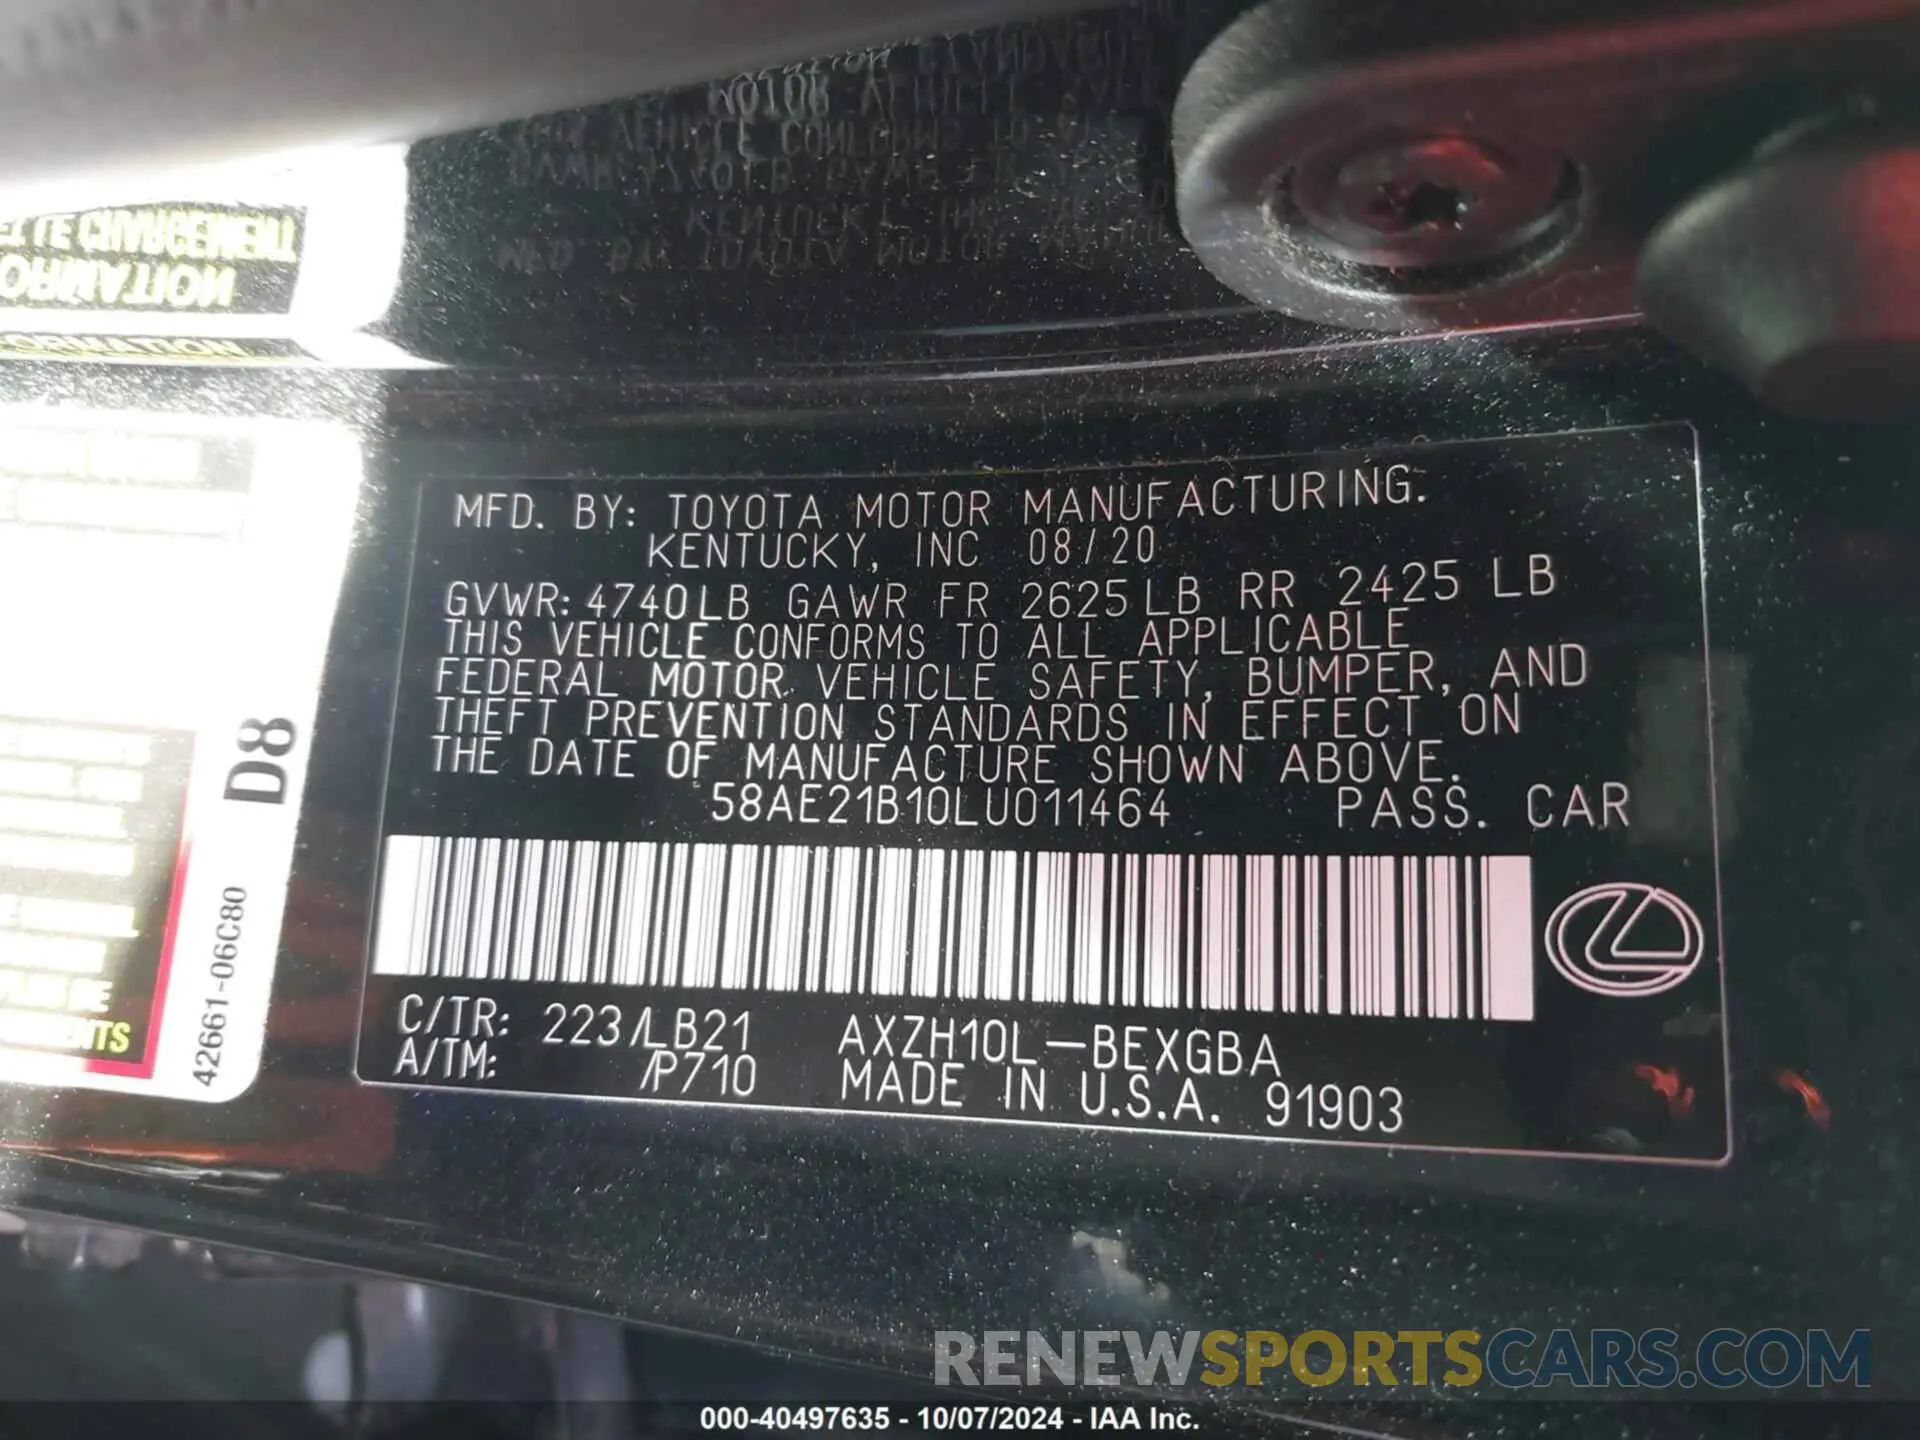 MFD. BY: TOYOTA MOTOR MANUFACTURING.
KENTUCKY, INC 08/20
GVWR: 4740LB GAWR FR 2625LB RR 2425 LB
THIS VEHICLE CONFORMS TO ALL APPLICABLE
FEDERAL MOTOR VEHICLE SAFETY, BUMPER, AND
THEFT PREVENTION STANDARDS IN EFFECT ON
THE DATE OF MANUFACTURE SHOWN ABOVE.
58AE21B10LU011464 PASS. CAR
C/TR: 223/LB21 AXZH10L-BEXGBA
A/TM: /P710 MADE IN U.S.A. 91903
D8
42661-06C80
RENEWSPORTSCARS.COM
000-40497635 - 10/07/2024 - IAA Inc.